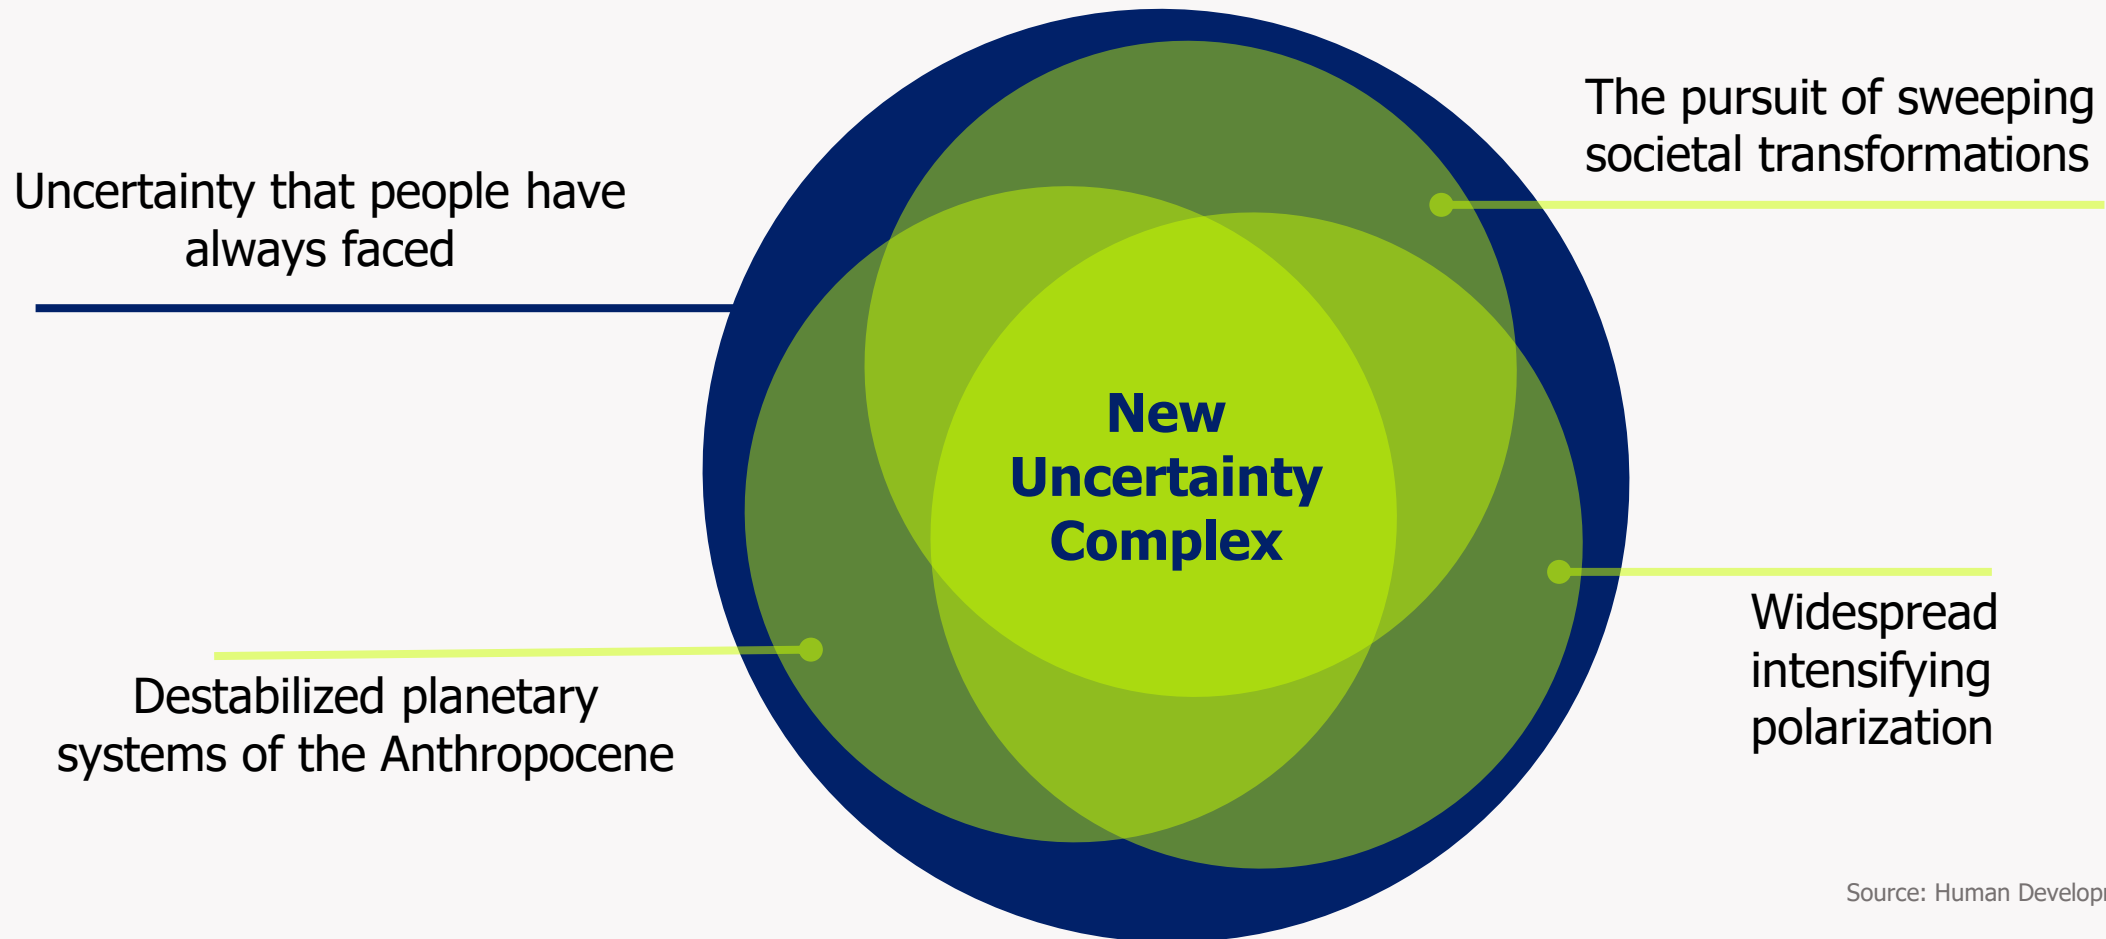 The pursuit of sweeping
societal transformations
Uncertainty that people have
always faced
New
Uncertainty
Complex
Widespread
intensifying
polarization
Destabilized planetary
systems of the Anthropocene
Source: Human